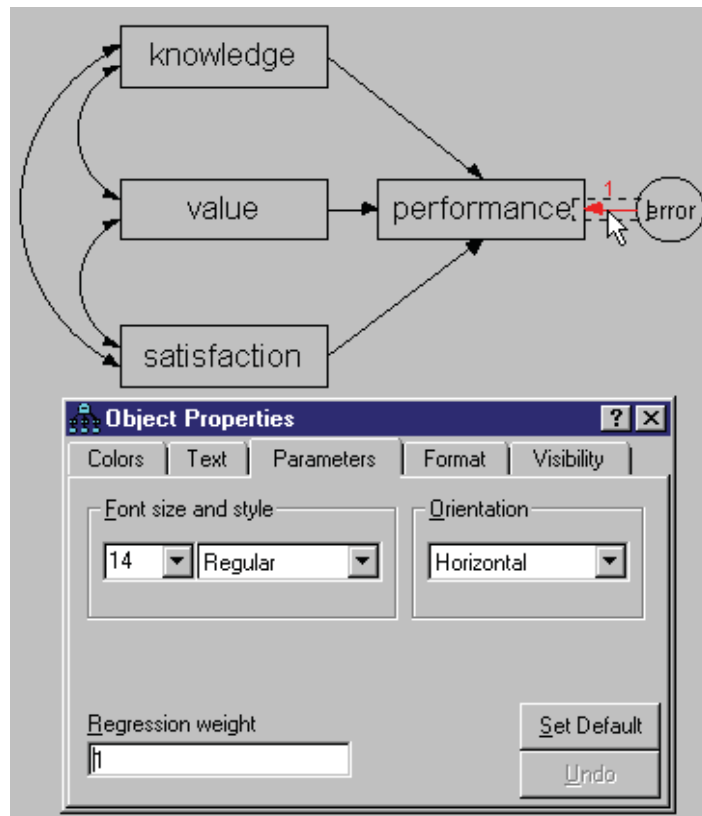 knowledge
value
performance
1
error
satisfaction
Object Properties
Colors Text Parameters Format Visibility
Font size and style
Orientation
14 Regular
Horizontal
Regression weight
1
Set Default
Undo